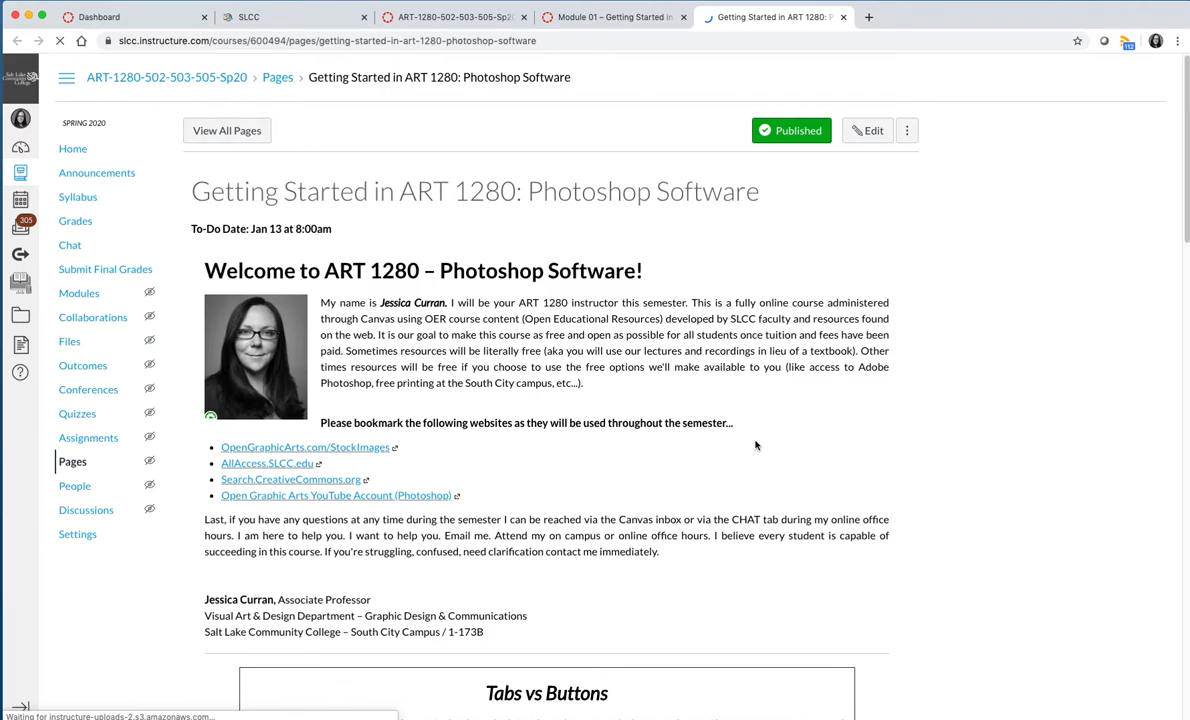 Dashboard
SLCC
ART-1280-502-503-505-Sp20
Module 01 – Getting Started in
Getting Started in ART 1280: P
slcc.instructure.com/courses/600494/pages/getting-started-in-art-1280-photoshop-software
112
Salt Lake
Community
College
ART-1280-502-503-505-Sp20 › Pages › Getting Started in ART 1280: Photoshop Software
SPRING 2020
Home
Announcements
Syllabus
Grades
Chat
Submit Final Grades
Modules
Collaborations
Files
Outcomes
Conferences
Quizzes
Assignments
Pages
People
Discussions
Settings
305
View All Pages
Published
Edit
Getting Started in ART 1280: Photoshop Software
To-Do Date: Jan 13 at 8:00am
Welcome to ART 1280 – Photoshop Software!
My name is Jessica Curran. I will be your ART 1280 instructor this semester. This is a fully online course administered
through Canvas using OER course content (Open Educational Resources) developed by SLCC faculty and resources found
on the web. It is our goal to make this course as free and open as possible for all students once tuition and fees have been
paid. Sometimes resources will be literally free (aka you will use our lectures and recordings in lieu of a textbook). Other
times resources will be free if you choose to use the free options we'll make available to you (like access to Adobe
Photoshop, free printing at the South City campus, etc...).
Please bookmark the following websites as they will be used throughout the semester...
• OpenGraphicArts.com/StockImages
• AllAccess.SLCC.edu
• Search.CreativeCommons.org
• Open Graphic Arts YouTube Account (Photoshop)
Last, if you have any questions at any time during the semester I can be reached via the Canvas inbox or via the CHAT tab during my online office
hours. I am here to help you. I want to help you. Email me. Attend my on campus or online office hours. I believe every student is capable of
succeeding in this course. If you're struggling, confused, need clarification contact me immediately.
Jessica Curran, Associate Professor
Visual Art & Design Department – Graphic Design & Communications
Salt Lake Community College – South City Campus / 1-173B
Tabs vs Buttons
Waiting for instructure-uploads-2.s3.amazonaws.com...